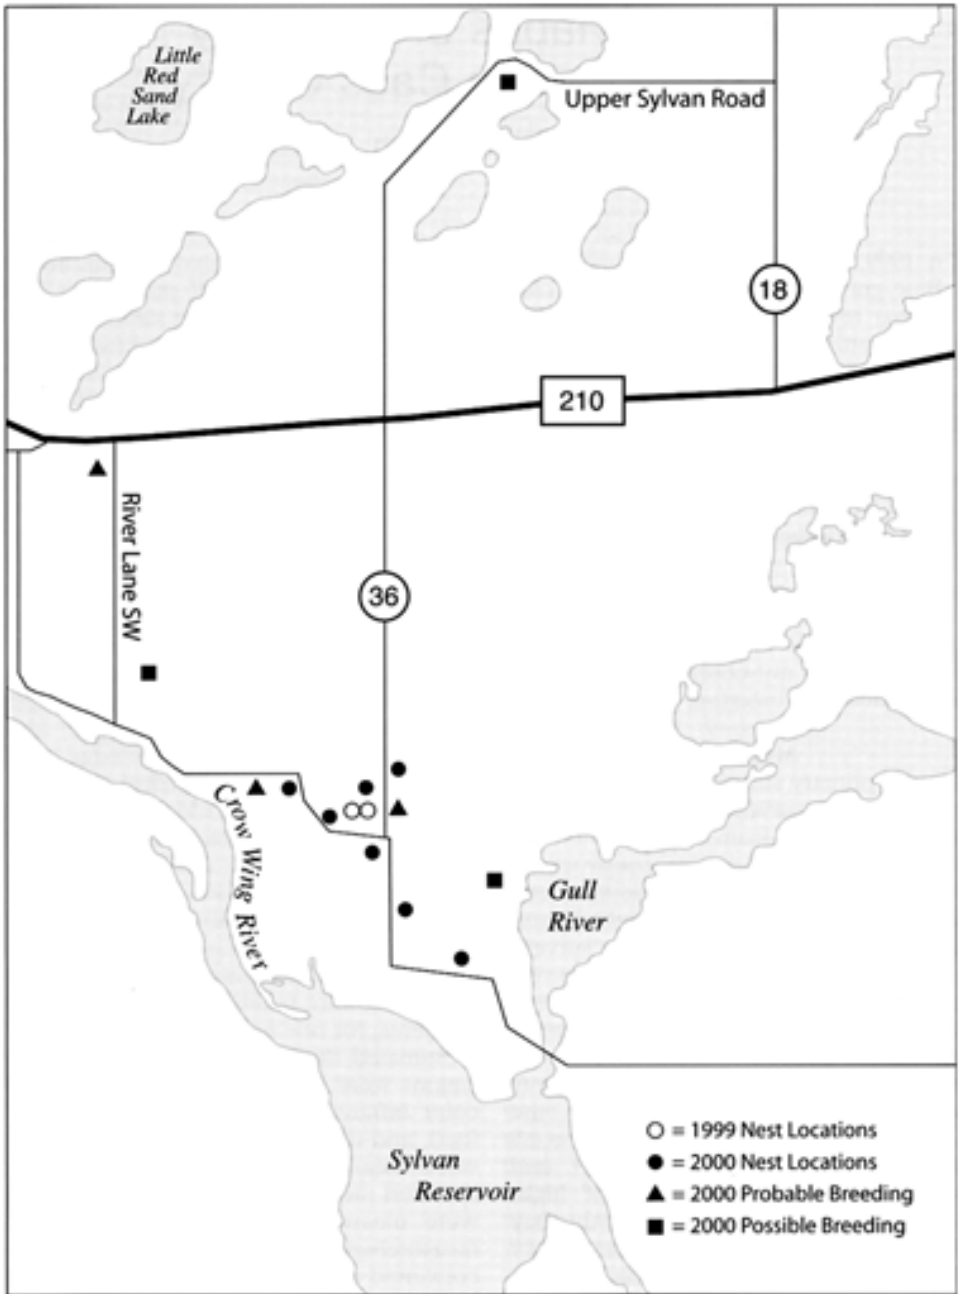 Little
Red
Sand
Lake
Upper Sylvan Road
18
210
River Lane SW
36
Crow Wing River
Gull
River
Sylvan
Reservoir
= 1999 Nest Locations
= 2000 Nest Locations
= 2000 Probable Breeding
= 2000 Possible Breeding